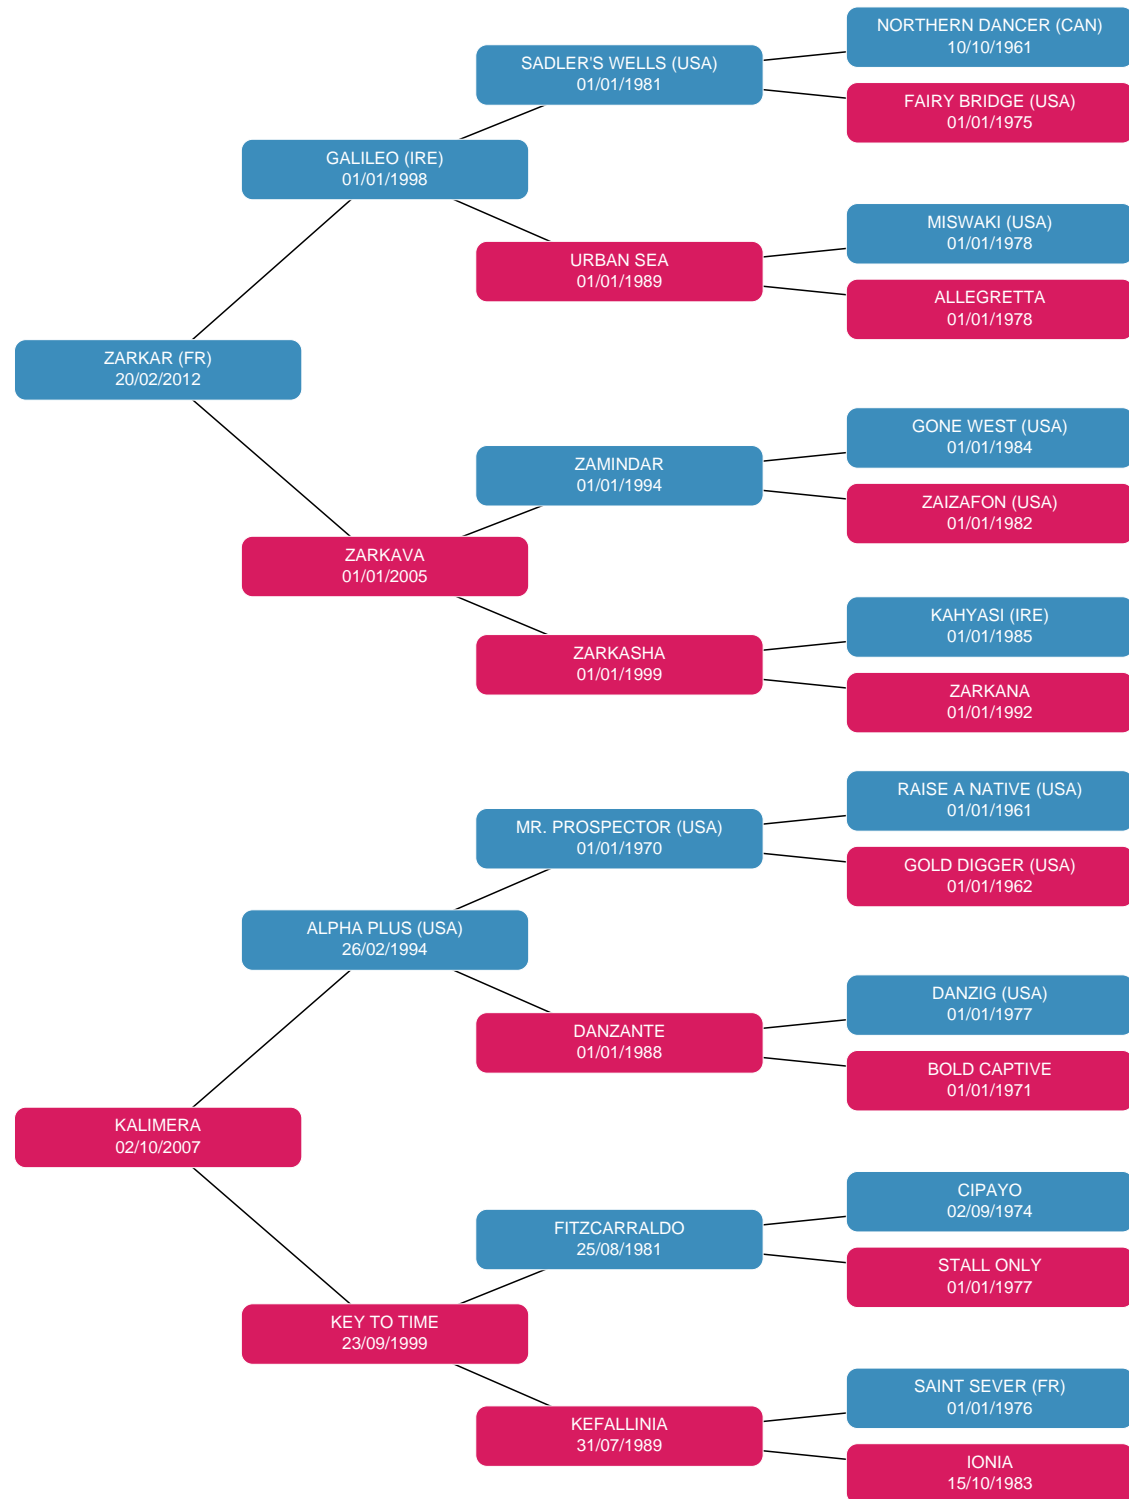 NORTHERN DANCER (CAN)
10/10/1961
SADLER'S WELLS (USA)
01/01/1981
FAIRY BRIDGE (USA)
01/01/1975
GALILEO (IRE)
01/01/1998
MISWAKI (USA)
01/01/1978
URBAN SEA
01/01/1989
ALLEGRETTA
01/01/1978
ZARKAR (FR)
20/02/2012
GONE WEST (USA)
01/01/1984
ZAMINDAR
01/01/1994
ZAIZAFON (USA)
01/01/1982
ZARKAVA
01/01/2005
KAHYASI (IRE)
01/01/1985
ZARKASHA
01/01/1999
ZARKANA
01/01/1992
RAISE A NATIVE (USA)
01/01/1961
MR. PROSPECTOR (USA)
01/01/1970
GOLD DIGGER (USA)
01/01/1962
ALPHA PLUS (USA)
26/02/1994
DANZIG (USA)
01/01/1977
DANZANTE
01/01/1988
BOLD CAPTIVE
01/01/1971
KALIMERA
02/10/2007
CIPAYO
02/09/1974
FITZCARRALDO
25/08/1981
STALL ONLY
01/01/1977
KEY TO TIME
23/09/1999
SAINT SEVER (FR)
01/01/1976
KEFALLINIA
31/07/1989
IONIA
15/10/1983